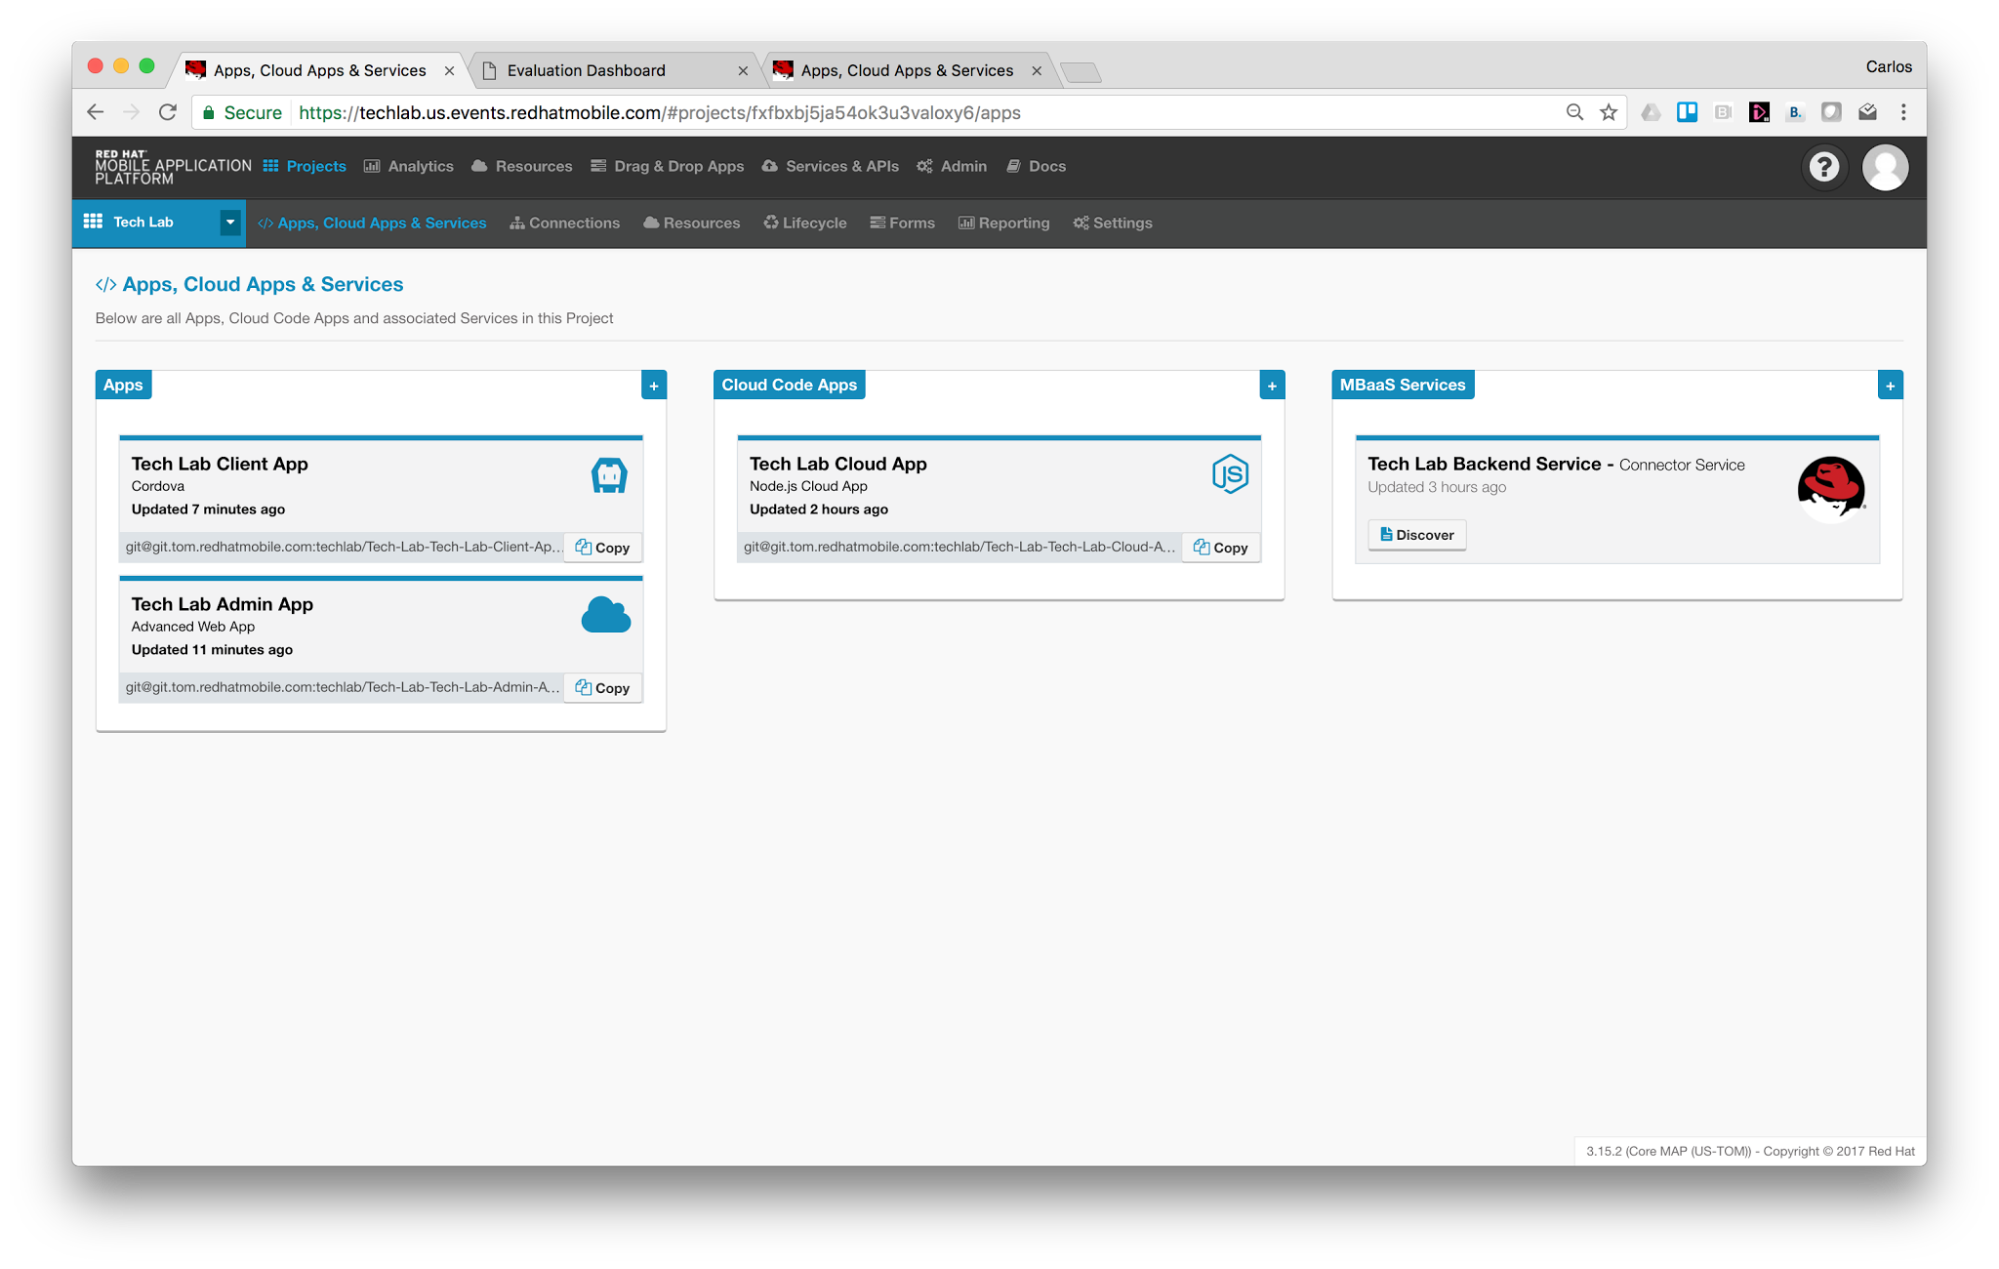 Apps, Cloud Apps & Services
Evaluation Dashboard
Apps, Cloud Apps & Services
Carlos
Secure https://techlab.us.events.redhatmobile.com/#projects/fxfbxbj5ja54ok3u3valoxy6/apps
B.
RED HAT
MOBILE APPLICATION
PLATFORM
Projects
Analytics
Resources
Drag & Drop Apps
Services & APIs
Admin
Docs
?
Tech Lab
</> Apps, Cloud Apps & Services
Connections
Resources
Lifecycle
Forms
Reporting
Settings
</> Apps, Cloud Apps & Services
Below are all Apps, Cloud Code Apps and associated Services in this Project
Apps
+
Tech Lab Client App
Cordova
Updated 7 minutes ago
git@git.tom.redhatmobile.com:techlab/Tech-Lab-Tech-Lab-Client-Ap...
Copy
Tech Lab Admin App
Advanced Web App
Updated 11 minutes ago
git@git.tom.redhatmobile.com:techlab/Tech-Lab-Tech-Lab-Admin-A...
Copy
Cloud Code Apps
+
Tech Lab Cloud App
Node.js Cloud App
Updated 2 hours ago
JS
git@git.tom.redhatmobile.com:techlab/Tech-Lab-Tech-Lab-Cloud-A...
Copy
MBaaS Services
+
Tech Lab Backend Service - Connector Service
Updated 3 hours ago
Discover
3.15.2 (Core MAP (US-TOM)) - Copyright © 2017 Red Hat